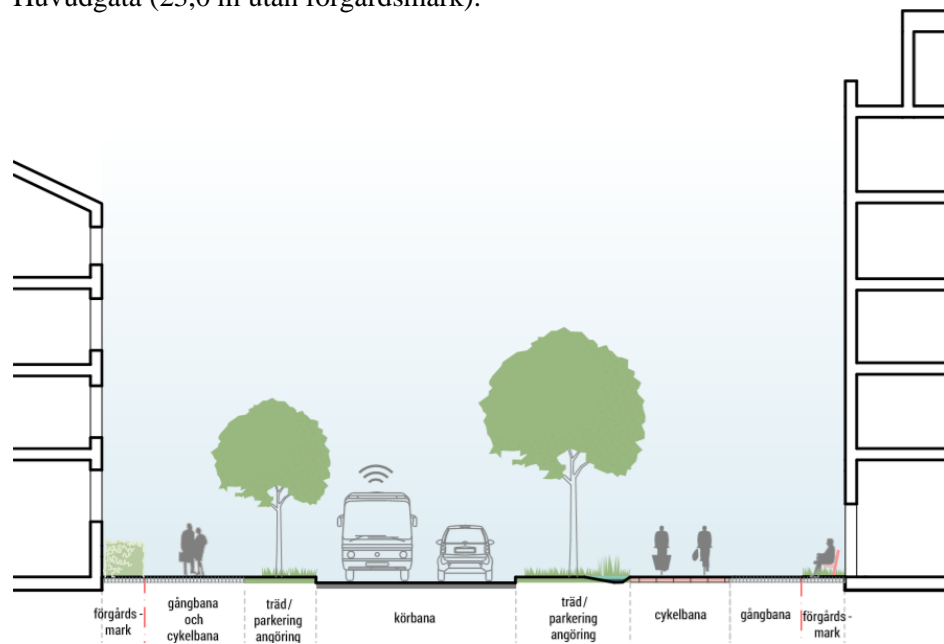 Huvudgata (23,0 m utan förgårdsmark).
förgårds -
mark
gångbana
och
cykelbana
träd/
parkering
angöring
körbana
träd/
parkering
angöring
cykelbana
gångbana
förgårds -
mark